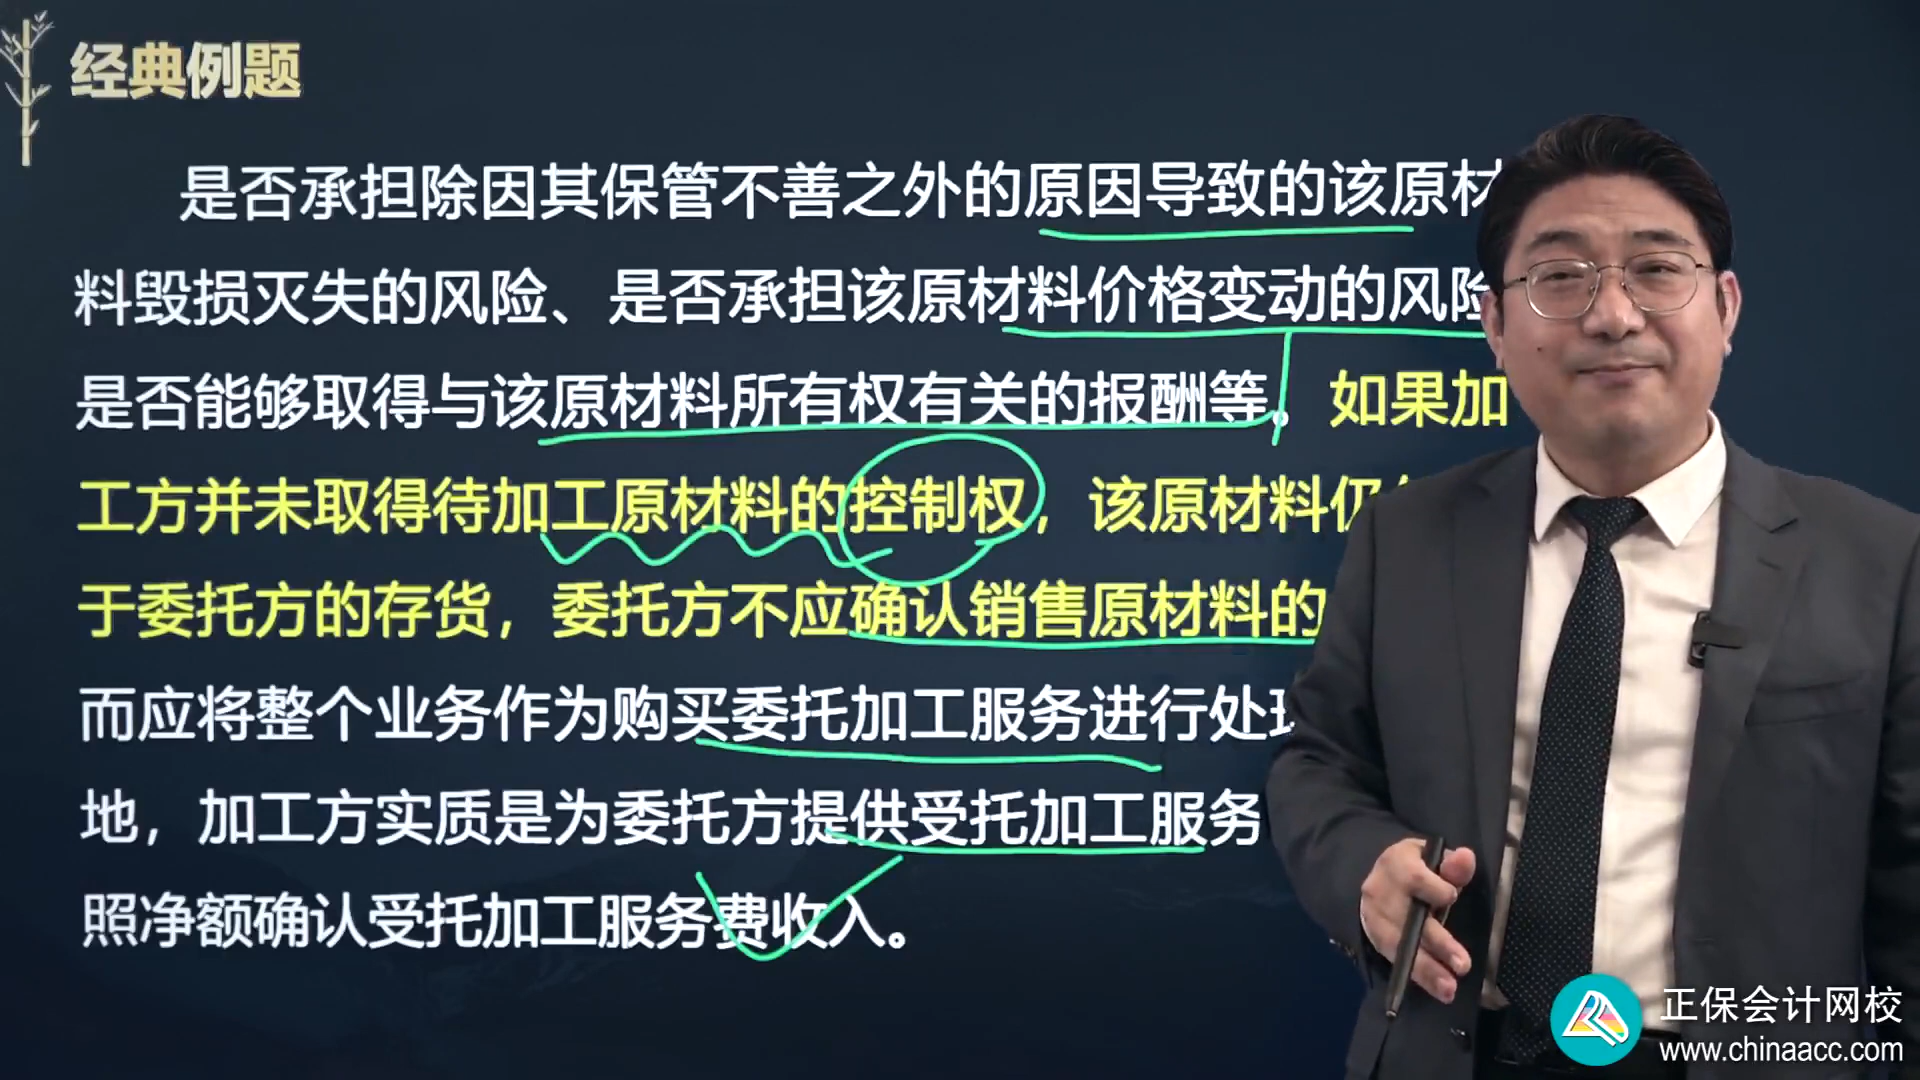 经典例题
是否承担除因其保管不善之外的原因导致的该原材
料毁损灭失的风险、是否承担该原材料价格变动的风险
是否能够取得与该原材料所有权有关的报酬等。如果加
工方并未取得待加工原材料的控制权，该原材料仍
于委托方的存货，委托方不应确认销售原材料的
而应将整个业务作为购买委托加工服务进行处理
地，加工方实质是为委托方提供受托加工服务
照净额确认受托加工服务费收入。
正保会计网校
www.chinaacc.com